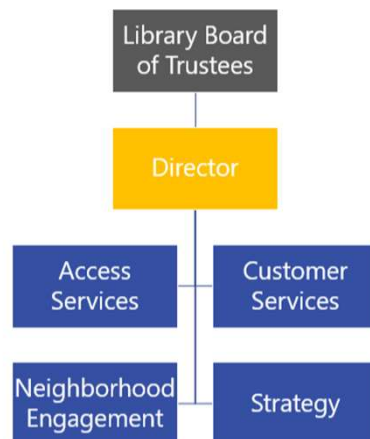 Library Board
of Trustees
Director
Access
Services
Customer
Services
Neighborhood
Engagement
Strategy